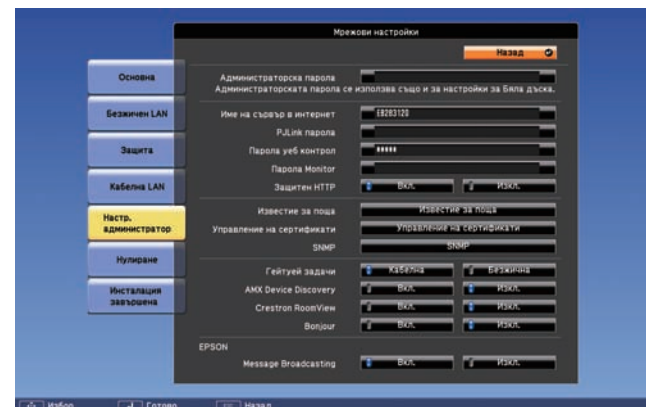 Мрежови настройки
Назад
Основна
Безжичен LAN
Защита
Кабелна LAN
Настр.
администратор
Нулиране
Инсталация
завършена
Администраторска парола
Администраторската парола се използва също и за настройки за Бяла дъска.
Име на сървър в интернет EB283120
PJLink парола
Парола уеб контрол *****
Парола Monitor
Защитен HTTP Вкл. Изкл.
Известие за поща Известие за поща
Управление на сертификати Управление на сертификати
SNMP SNMP
Гейтуей задачи Кабелна Безжична
AMX Device Discovery Вкл. Изкл.
Crestron RoomView Вкл. Изкл.
Bonjour Вкл. Изкл.
EPSON
Message Broadcasting Вкл. Изкл.
Избор Готово Назад